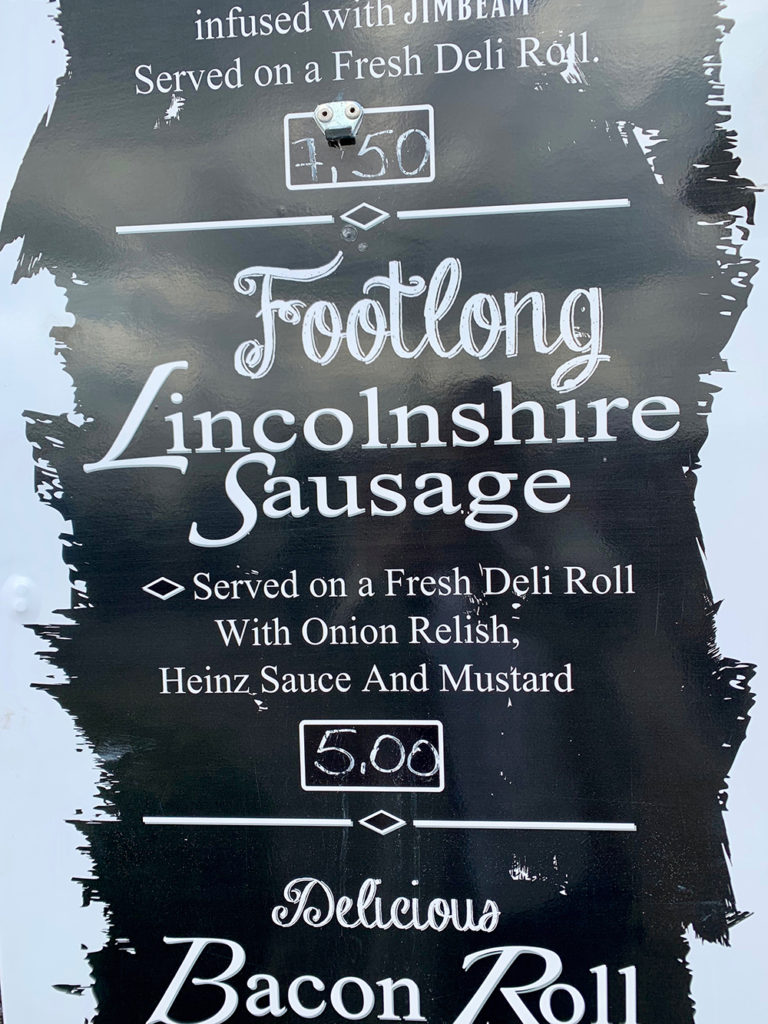 infused with JIMBEAM
Served on a Fresh Deli Roll.
7.50
Footlong
Lincolnshire
Sausage
Served on a Fresh Deli Roll
With Onion Relish,
Heinz Sauce And Mustard
5.00
Delicious
Bacon Roll